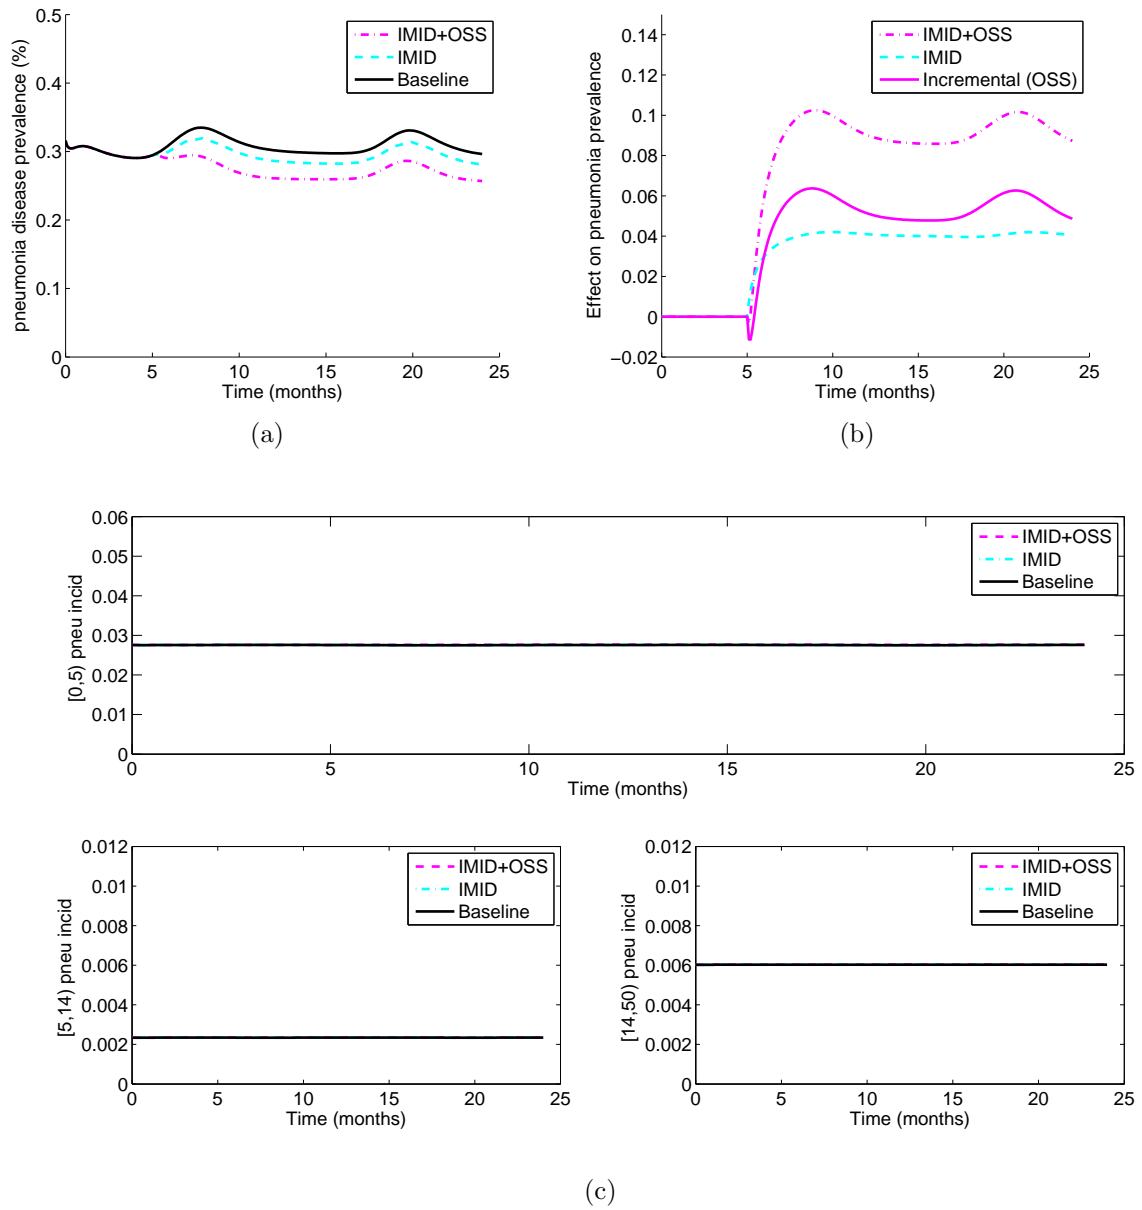 0.5
0.4
0.3
0.2
0.1
0
pneumonia disease prevalence (%)
IMID+OSS
IMID
Baseline
0 5 10 15 20 25
Time (months)
(a)
0.14
0.12
0.1
0.08
0.06
0.04
0.02
0
−0.02
Effect on pneumonia prevalence
IMID+OSS
IMID
Incremental (OSS)
0 5 10 15 20 25
Time (months)
(b)
0.06
0.05
0.04
0.03
0.02
0.01
0
[0,5) pneu incid
IMID+OSS
IMID
Baseline
0 5 10 15 20 25
Time (months)
0.012
0.01
0.008
0.006
0.004
0.002
0
[5,14) pneu incid
IMID+OSS
IMID
Baseline
0 5 10 15 20 25
Time (months)
0.012
0.01
0.008
0.006
0.004
0.002
0
[14,50) pneu incid
IMID+OSS
IMID
Baseline
0 5 10 15 20 25
Time (months)
(c)